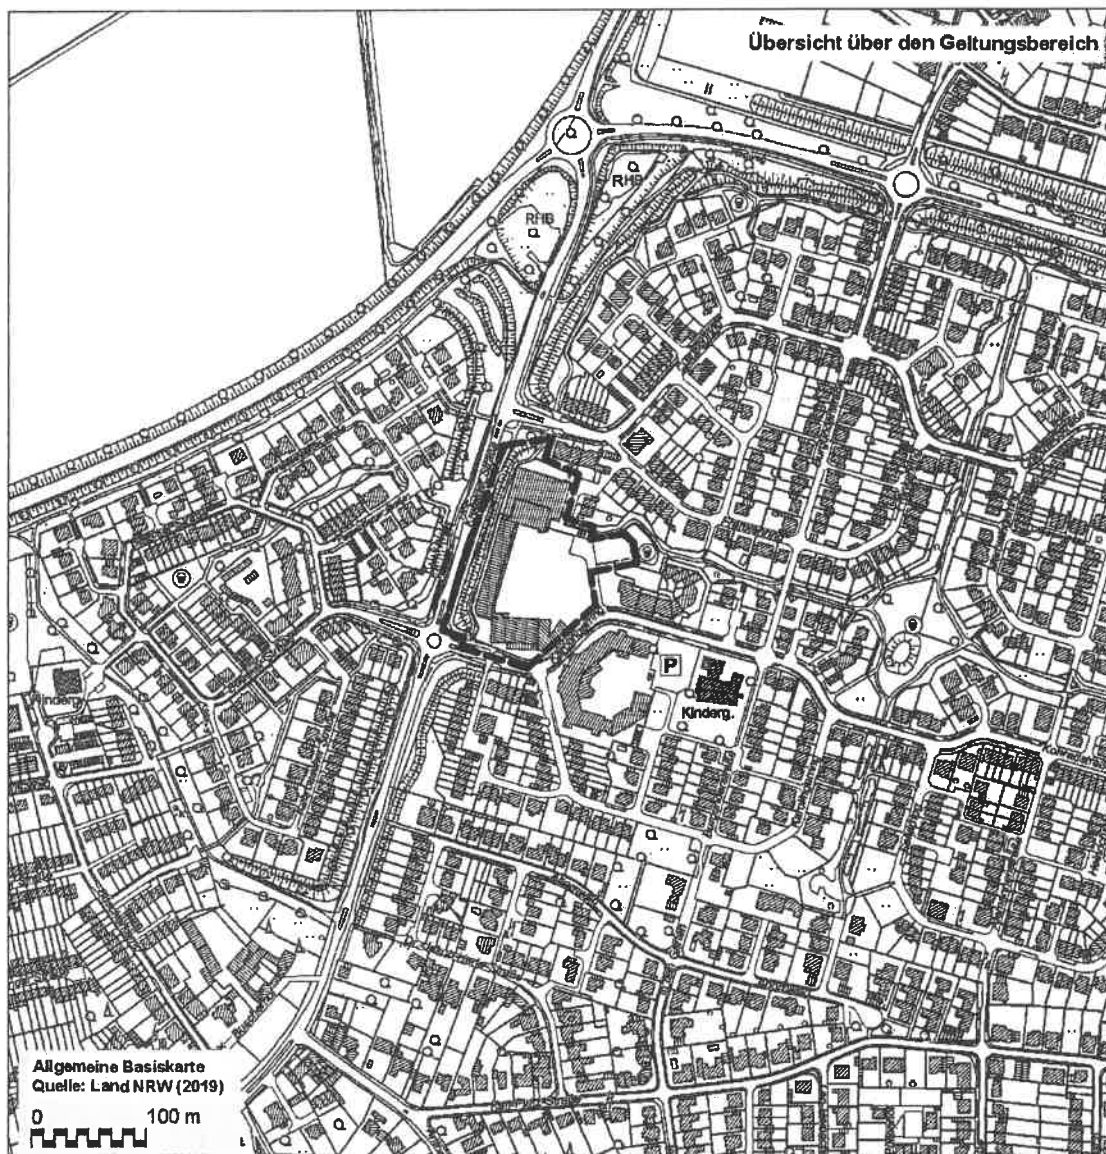 Übersicht über den Geltungsbereich
RHB
RHB
P
Kinderg.
Kinderg.
Allgemeine Basiskarte
Quelle: Land NRW (2019)
0 100 m